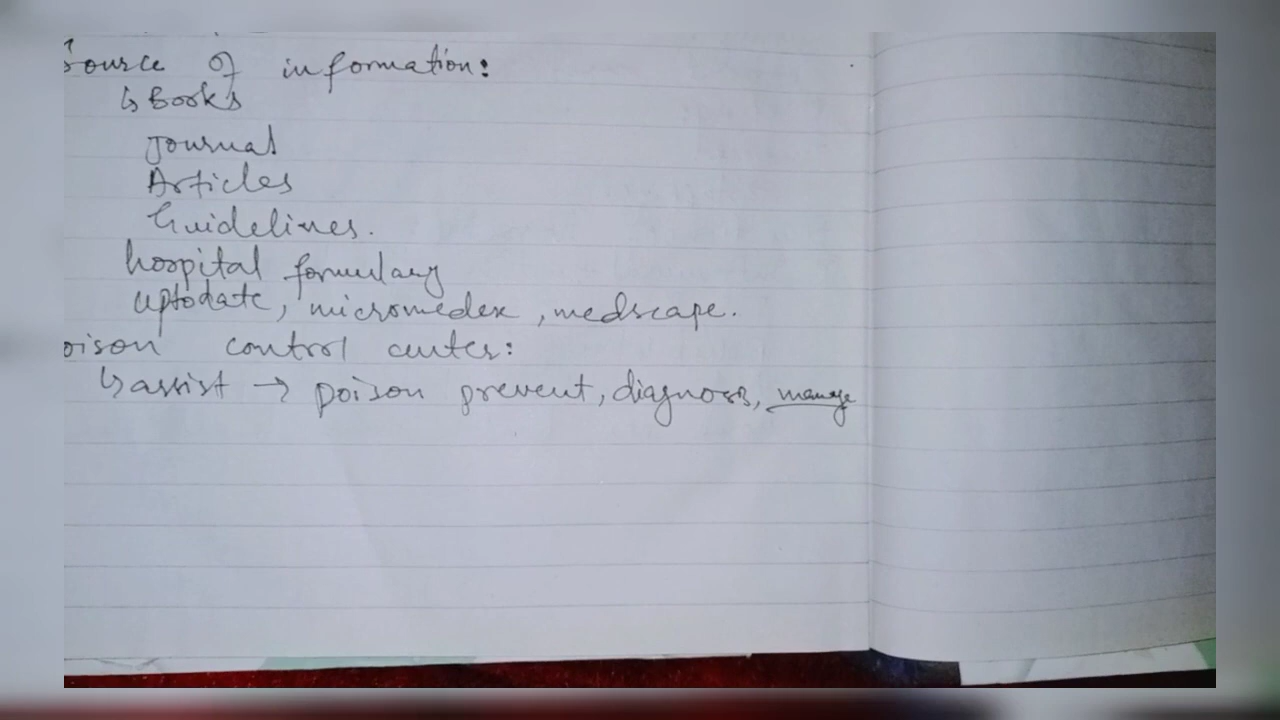 Source of information:
↳ Books
Journal
Articles
Guidelines.
hospital formulary
uptodate, micromedex, medscape.
oison control center:
↳ assist → poison prevent, diagnosis, manage